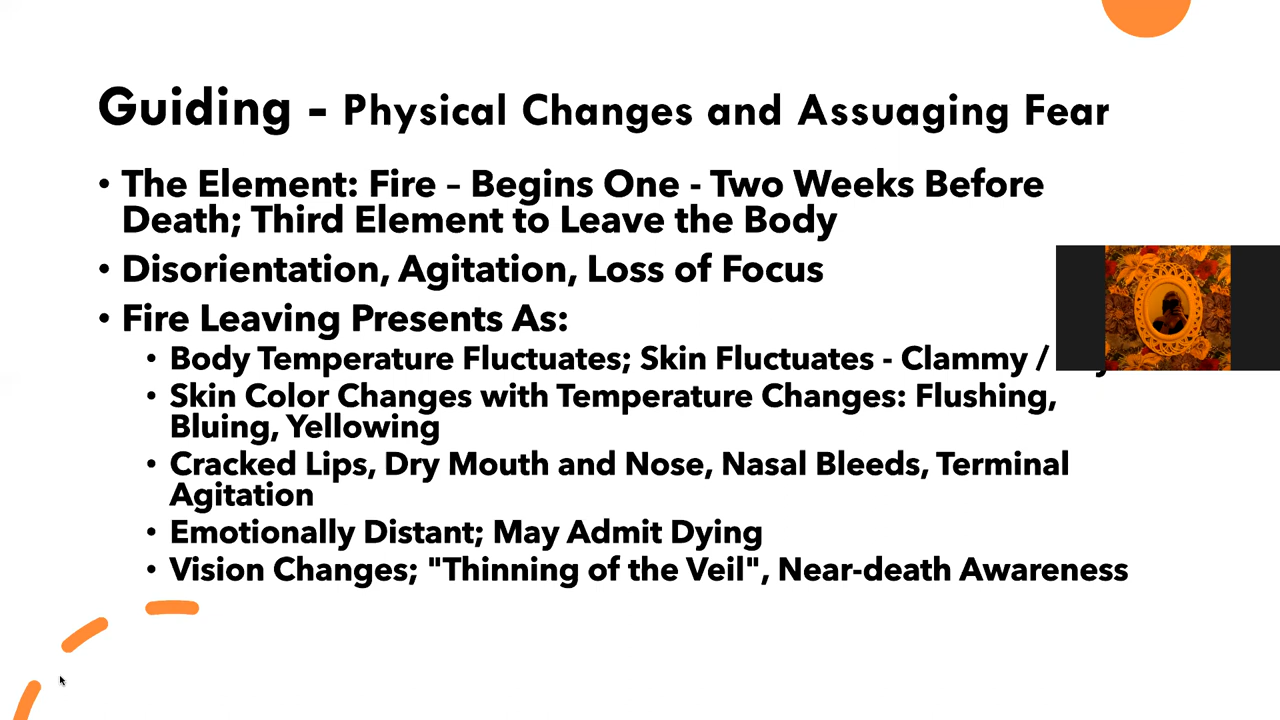 Guiding - Physical Changes and Assuaging Fear
• The Element: Fire – Begins One - Two Weeks Before
Death; Third Element to Leave the Body
• Disorientation, Agitation, Loss of Focus
• Fire Leaving Presents As:
• Body Temperature Fluctuates; Skin Fluctuates - Clammy /
• Skin Color Changes with Temperature Changes: Flushing,
Bluing, Yellowing
• Cracked Lips, Dry Mouth and Nose, Nasal Bleeds, Terminal
Agitation
• Emotionally Distant; May Admit Dying
• Vision Changes; "Thinning of the Veil", Near-death Awareness